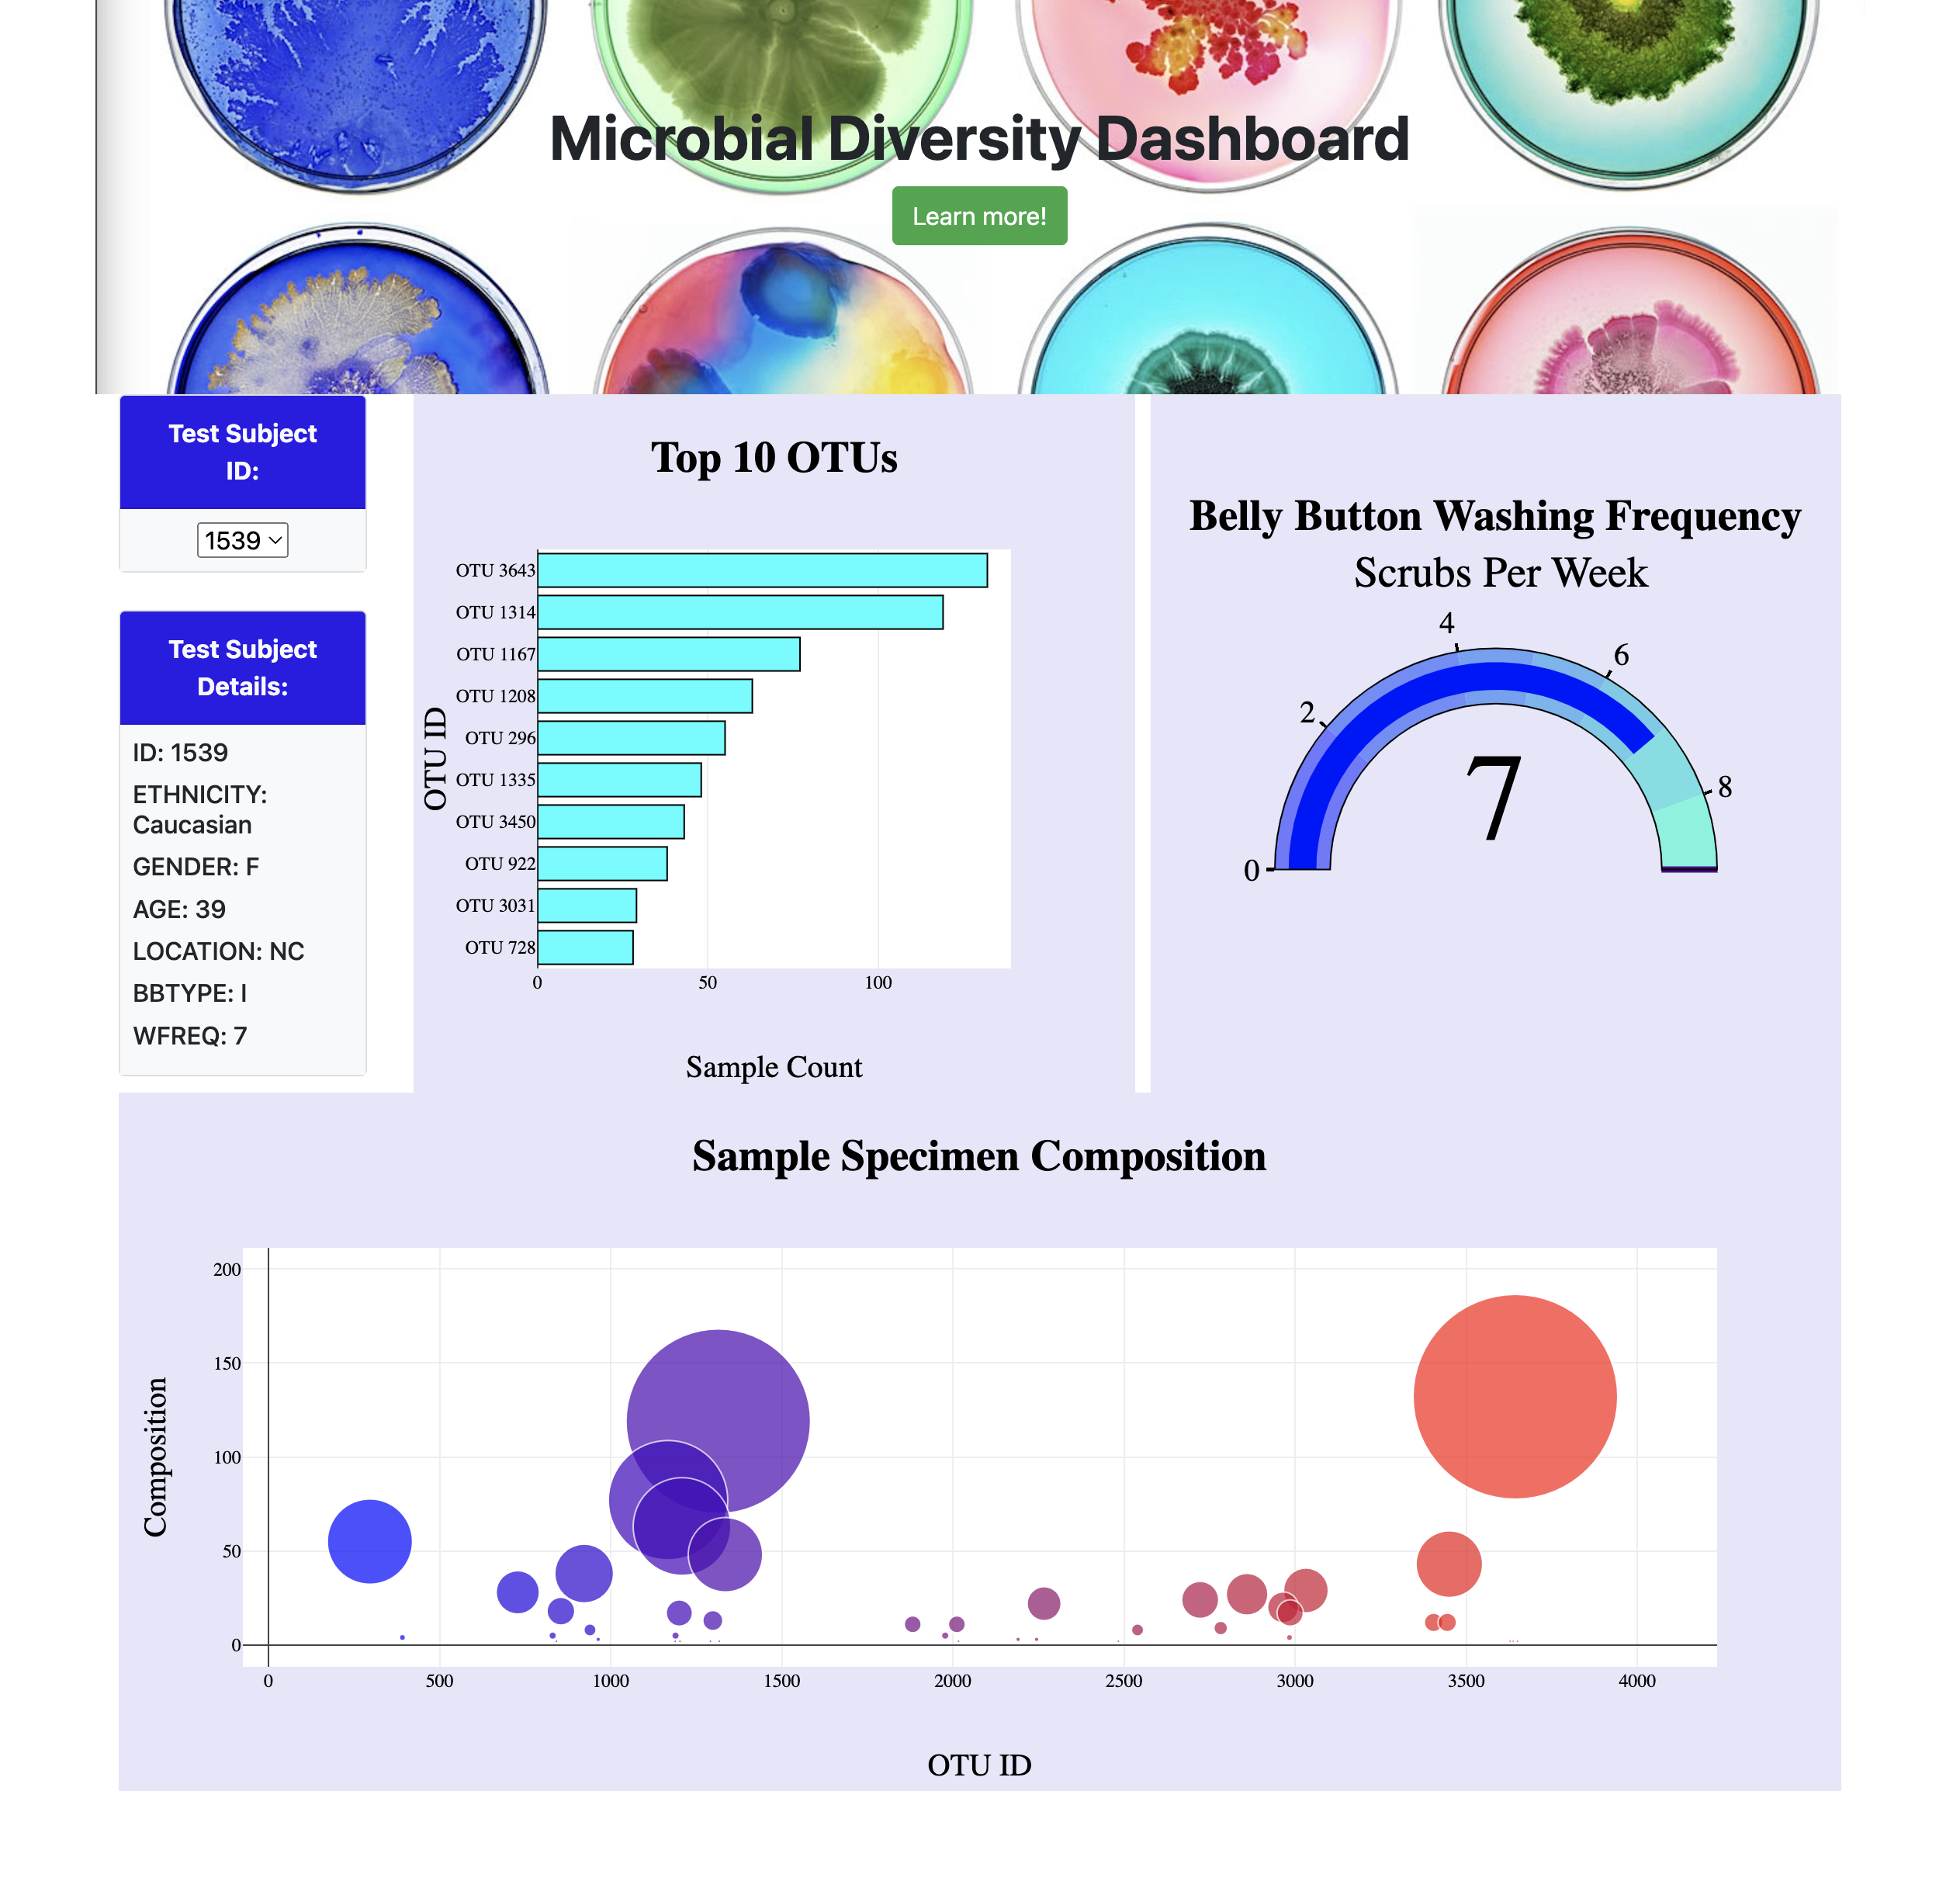 Microbial Diversity Dashboard
Learn more!
Test Subject
ID:
1539
Test Subject
Details:
ID: 1539
ETHNICITY:
Caucasian
GENDER: F
AGE: 39
LOCATION: NC
BBTYPE: I
WFREQ: 7
Top 10 OTUs
OTU ID
OTU 3643
OTU 1314
OTU 1167
OTU 1208
OTU 296
OTU 1335
OTU 3450
OTU 922
OTU 3031
OTU 728
0 50 100
Sample Count
Belly Button Washing Frequency
Scrubs Per Week
0
2
4
6
8
7
Sample Specimen Composition
Composition
200
150
100
50
0
0 500 1000 1500 2000 2500 3000 3500 4000
OTU ID